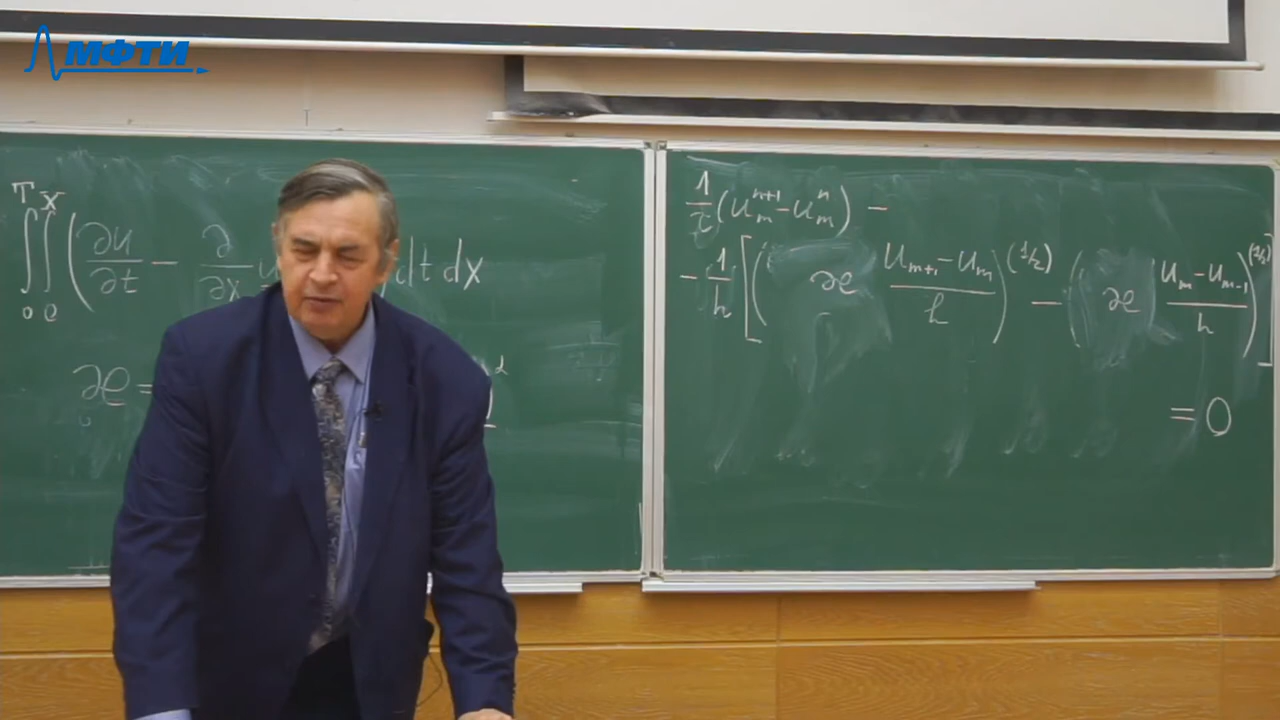 МФТИ
T X
∫∫ (∂u/∂t − ∂/∂x u dt dx
0 0
æ =
1/τ (u_m^{n+1} − u_m^n) −
− 1/h [( æ (u_{m+1} − u_m)/h )^{(1/2)} − ( æ (u_m − u_{m−1})/h )^{(1/2)} ]
= 0